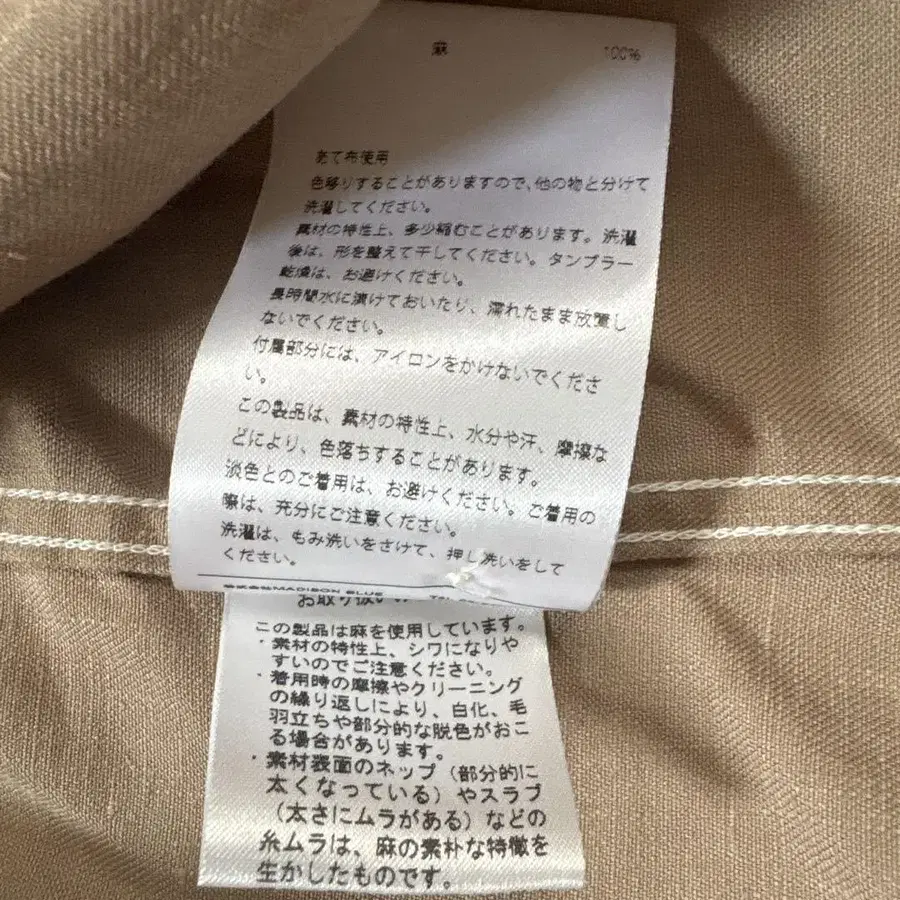 麻 100%
あて布使用
色移りすることがありますので、他の物と分けて
洗濯してください。
素材の特性上、多少縮むことがあります。洗濯
後は、形を整えて干してください。タンブラー
乾燥は、お避けください。
長時間水に漬けておいたり、濡れたまま放置し
ないでください。
付属部分には、アイロンをかけないでくださ
い。
この製品は、素材の特性上、水分や汗、摩擦な
どにより、色落ちすることがあります。
淡色とのご着用は、お避けください。ご着用の
際は、充分にご注意ください。
洗濯は、もみ洗いをさけて、押し洗いをして
ください。
株式会社MADISON BLUE
お取り扱い
この製品は麻を使用しています。
・素材の特性上、シワになりや
すいのでご注意ください。
・着用時の摩擦やクリーニング
の繰り返しにより、白化、毛
羽立ちや部分的な脱色がおこ
る場合があります。
・素材表面のネップ（部分的に
太くなっている）やスラブ
（太さにムラがある）などの
糸ムラは、麻の素朴な特徴を
生かしたものです。